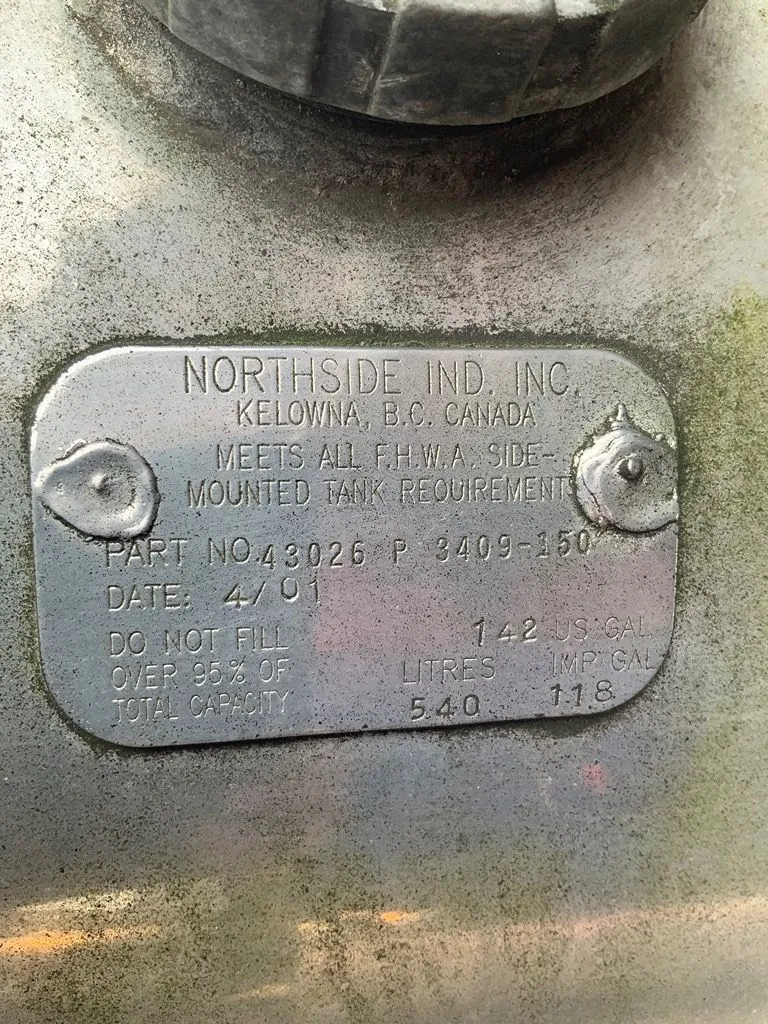 NORTHSIDE IND. INC.
KELOWNA, B.C. CANADA
MEETS ALL F.H.W.A. SIDE-
MOUNTED TANK REQUIREMENT
PART NO. 43026 P 3409-150
DATE: 4/01
DO NOT FILL
OVER 95% OF
TOTAL CAPACITY
142 US GAL
LITRES IMP GAL
540 118